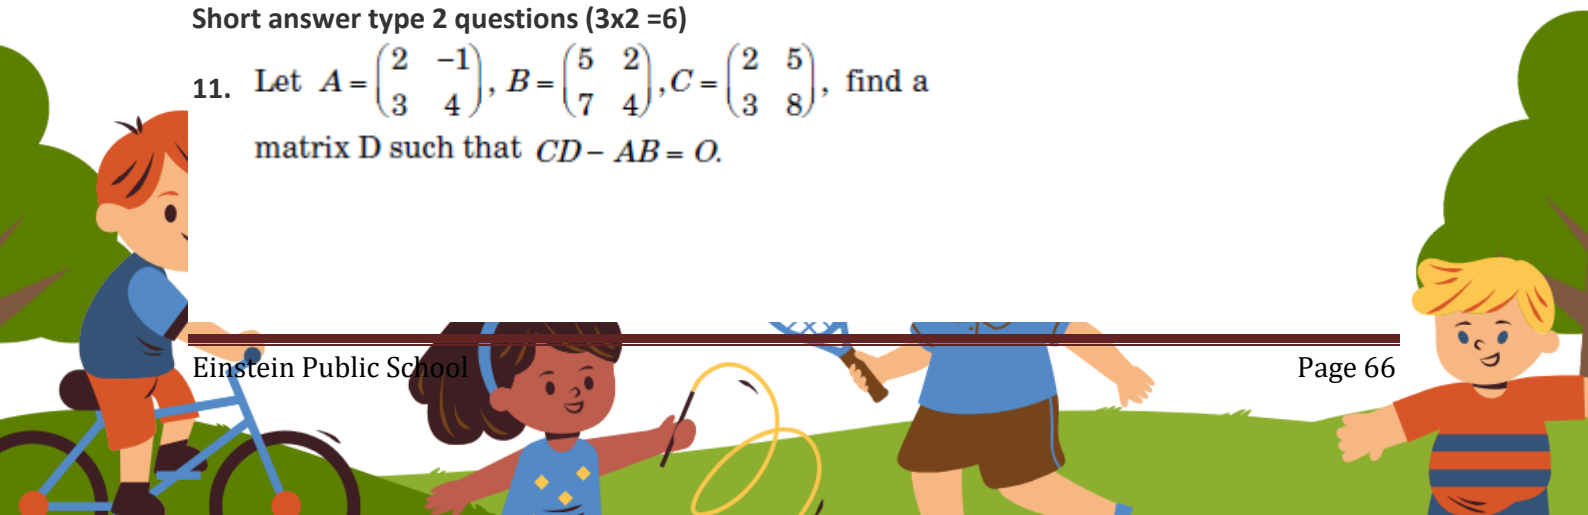 Short answer type 2 questions (3x2 =6)
11. Let A = (2 -1; 3 4), B = (5 2; 7 4), C = (2 5; 3 8), find a
matrix D such that CD – AB = O.
Einstein Public School
Page 66